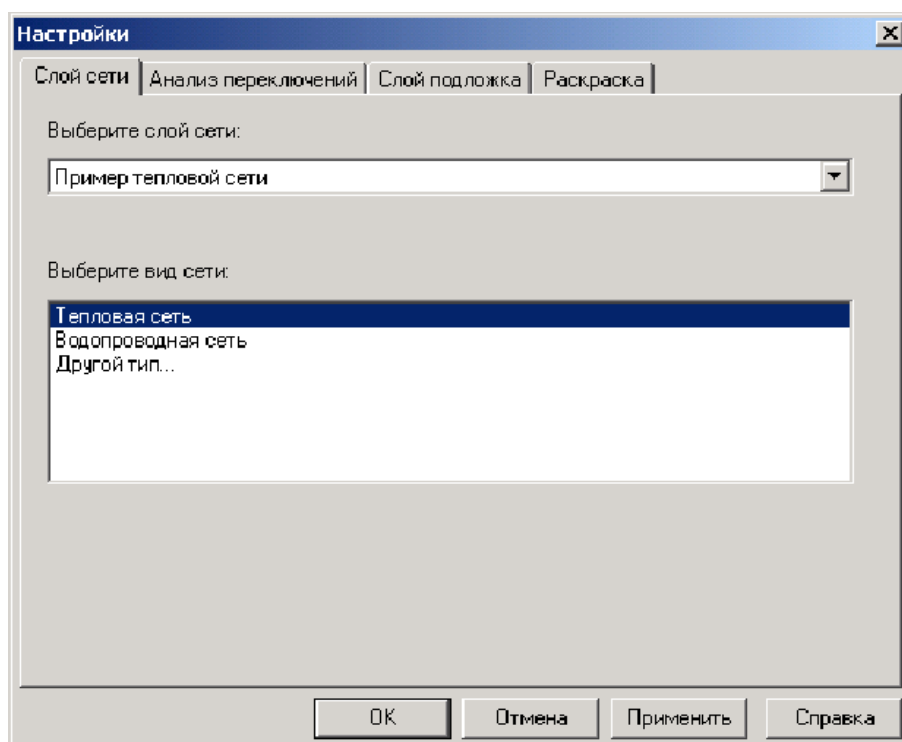 Настройки
Слой сети Анализ переключений Слой подложка Раскраска
Выберите слой сети:
Пример тепловой сети
Выберите вид сети:
Тепловая сеть
Водопроводная сеть
Другой тип...
OK Отмена Применить Справка